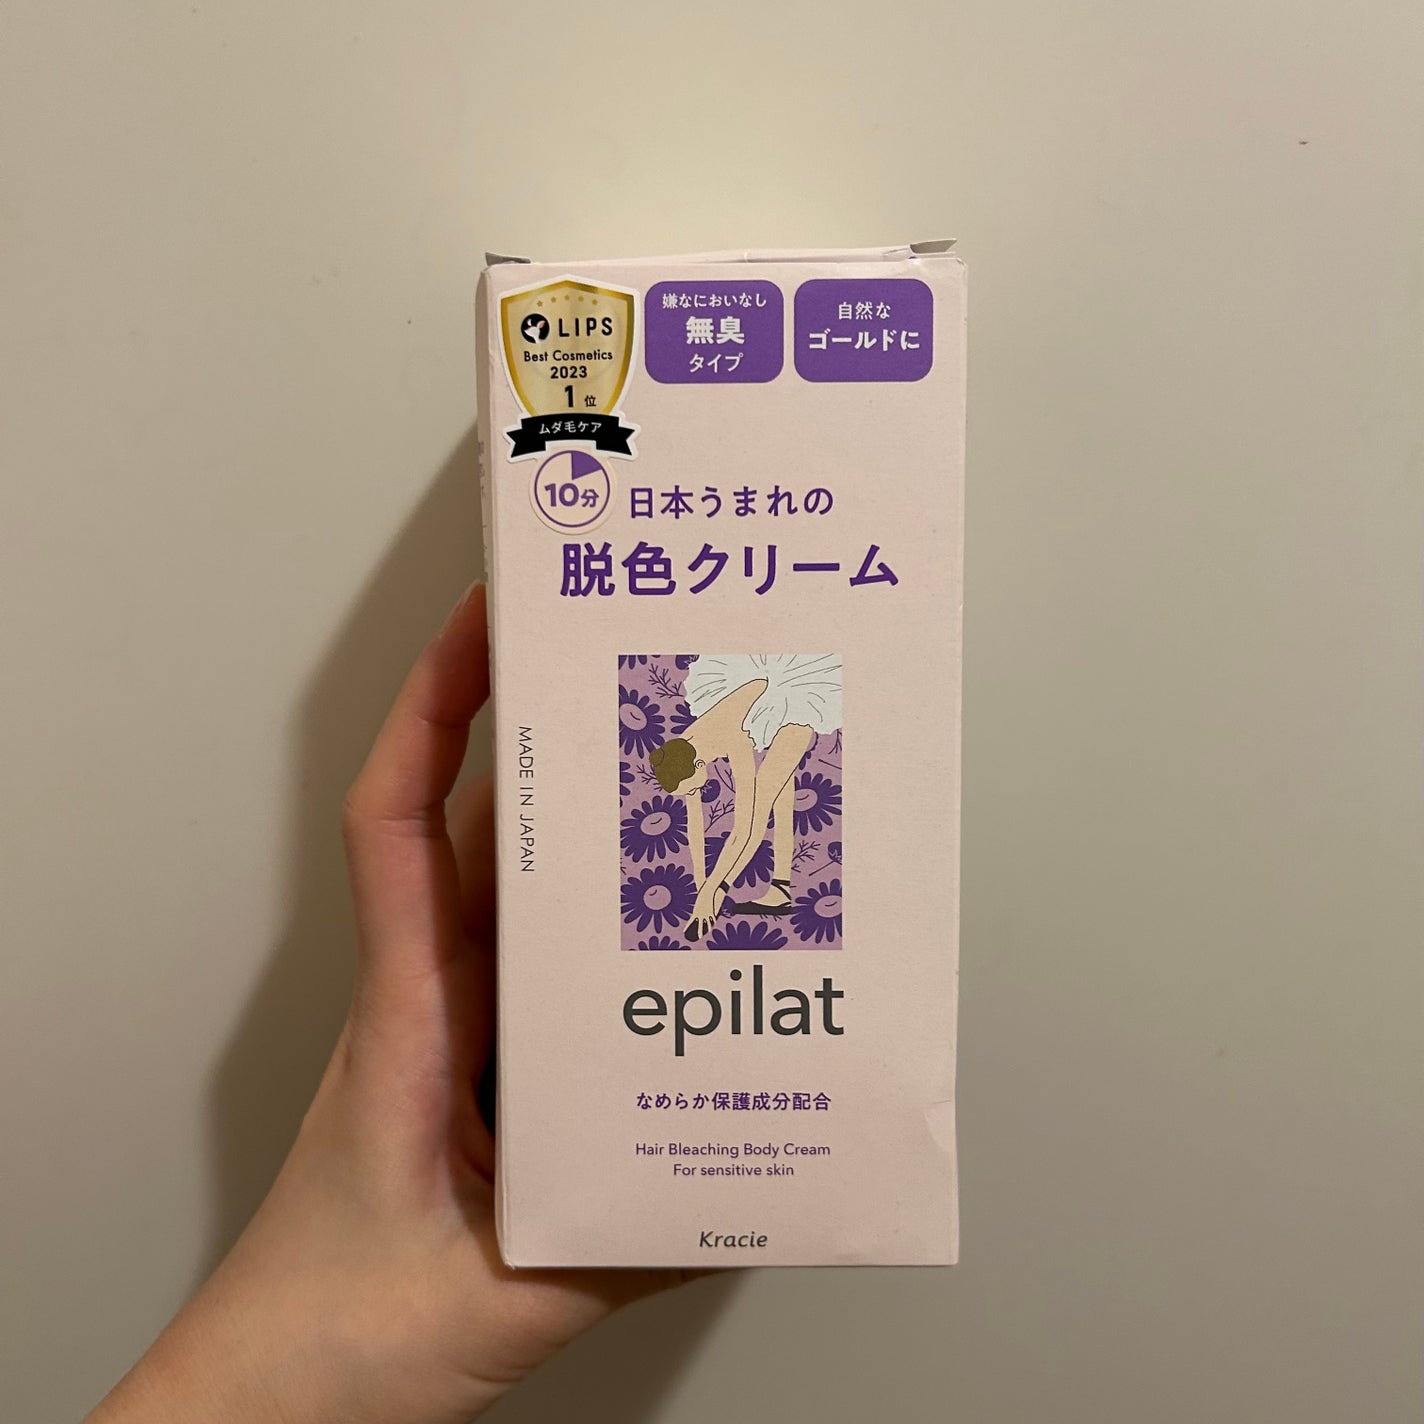 LIPS
Best Cosmetics
2023
1位
ムダ毛ケア
嫌なにおいなし
無臭
タイプ
自然な
ゴールドに
10分
日本うまれの
脱色クリーム
MADE IN JAPAN
epilat
なめらか保護成分配合
Hair Bleaching Body Cream
For sensitive skin
Kracie